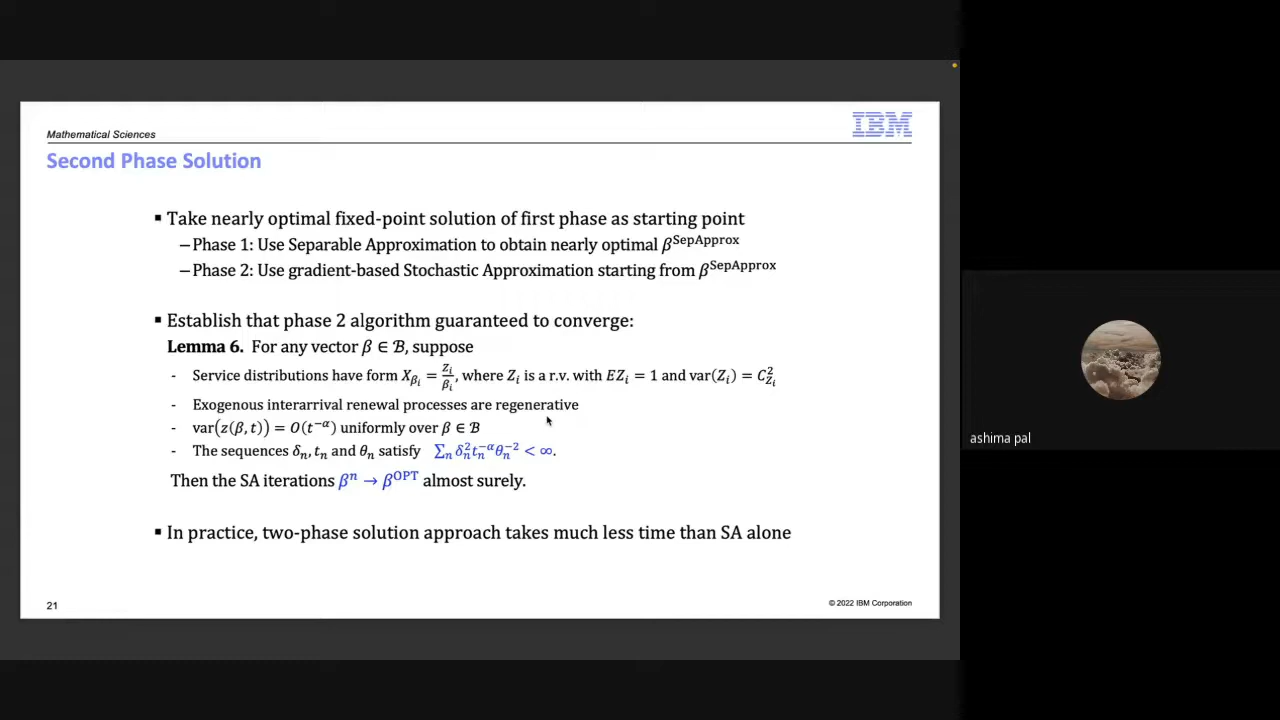 Mathematical Sciences
IBM
Second Phase Solution
▪ Take nearly optimal fixed-point solution of first phase as starting point
– Phase 1: Use Separable Approximation to obtain nearly optimal β^SepApprox
– Phase 2: Use gradient-based Stochastic Approximation starting from β^SepApprox
▪ Establish that phase 2 algorithm guaranteed to converge:
Lemma 6. For any vector β ∈ ℬ, suppose
- Service distributions have form X_{β_i} = Z_i/β_i, where Z_i is a r.v. with EZ_i = 1 and var(Z_i) = C²_{Z_i}
- Exogenous interarrival renewal processes are regenerative
- var(z(β, t)) = O(t^{−α}) uniformly over β ∈ ℬ
- The sequences δ_n, t_n and θ_n satisfy ∑_n δ_n² t_n^{−α} θ_n^{−2} < ∞.
Then the SA iterations β^n → β^OPT almost surely.
▪ In practice, two-phase solution approach takes much less time than SA alone
21
© 2022 IBM Corporation
ashima pal